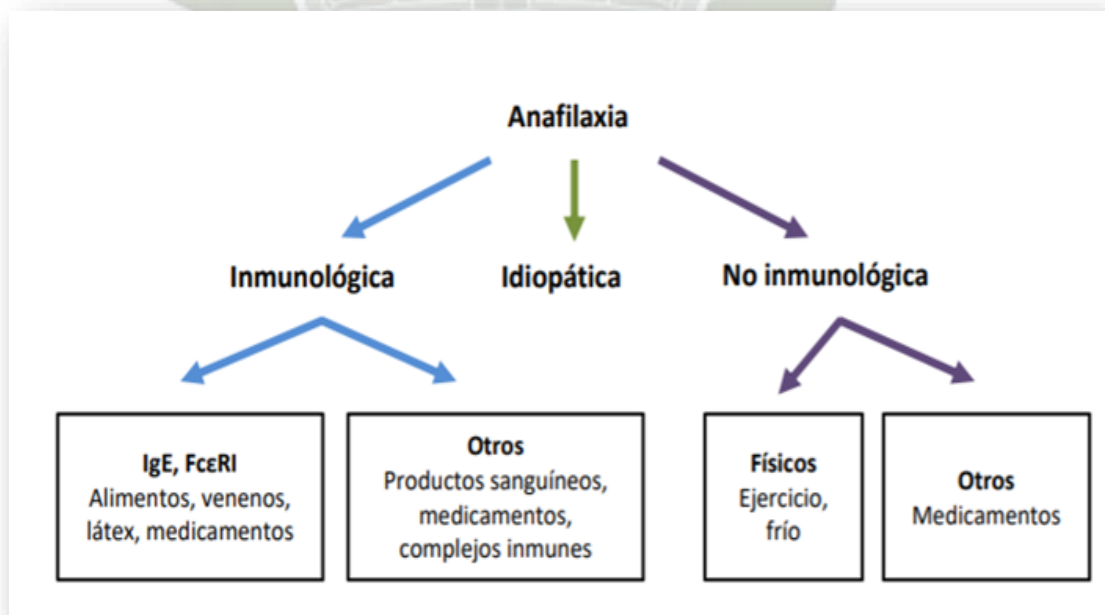 Anafilaxia
Inmunológica
Idiopática
No inmunológica
IgE, FcεRI
Alimentos, venenos,
látex, medicamentos
Otros
Productos sanguíneos,
medicamentos,
complejos inmunes
Físicos
Ejercicio,
frío
Otros
Medicamentos